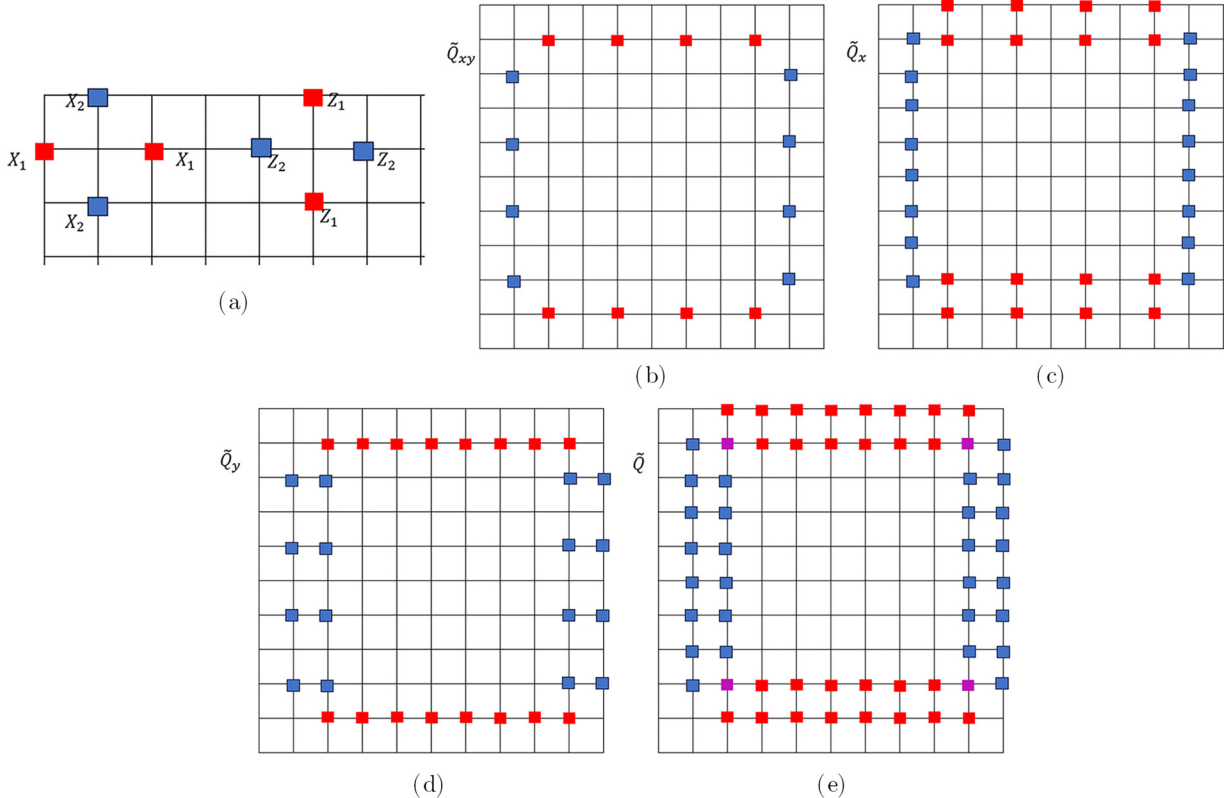 X₂ Z₁
X₁ X₁ Z₂ Z₂
X₂ Z₁
(a)
Q̃ₓᵧ
(b)
Q̃ₓ
(c)
Q̃ᵧ
(d)
Q̃
(e)